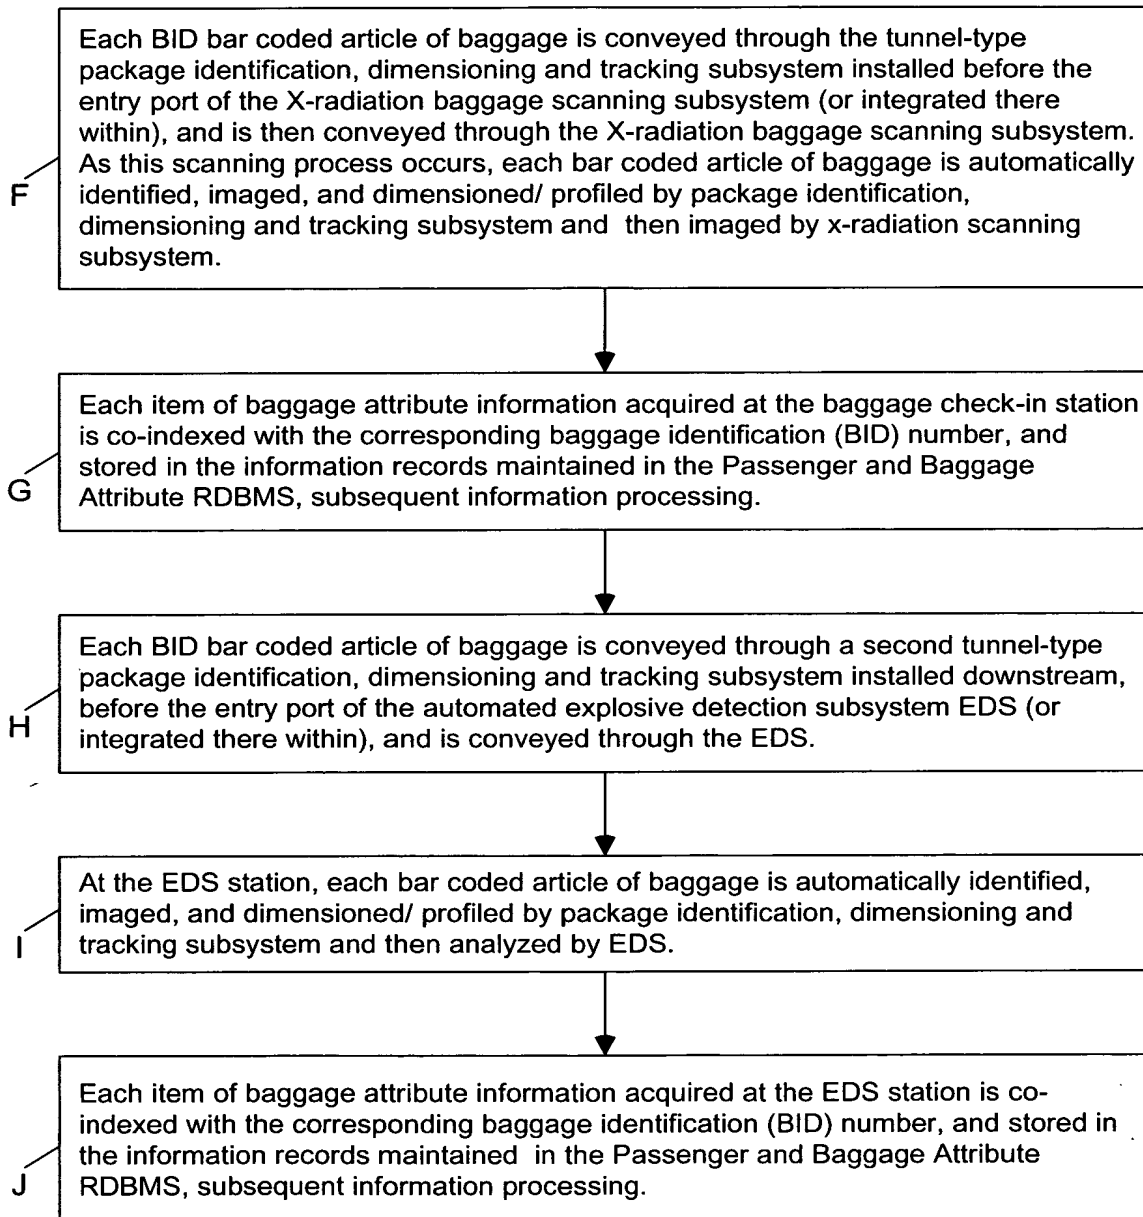 Each BID bar coded article of baggage is conveyed through the tunnel-type
package identification, dimensioning and tracking subsystem installed before the
entry port of the X-radiation baggage scanning subsystem (or integrated there
within), and is then conveyed through the X-radiation baggage scanning subsystem.
As this scanning process occurs, each bar coded article of baggage is automatically
identified, imaged, and dimensioned/ profiled by package identification,
dimensioning and tracking subsystem and then imaged by x-radiation scanning
subsystem.
F
Each item of baggage attribute information acquired at the baggage check-in station
is co-indexed with the corresponding baggage identification (BID) number, and
stored in the information records maintained in the Passenger and Baggage
Attribute RDBMS, subsequent information processing.
G
Each BID bar coded article of baggage is conveyed through a second tunnel-type
package identification, dimensioning and tracking subsystem installed downstream,
before the entry port of the automated explosive detection subsystem EDS (or
integrated there within), and is conveyed through the EDS.
H
At the EDS station, each bar coded article of baggage is automatically identified,
imaged, and dimensioned/ profiled by package identification, dimensioning and
tracking subsystem and then analyzed by EDS.
I
Each item of baggage attribute information acquired at the EDS station is co-
indexed with the corresponding baggage identification (BID) number, and stored in
the information records maintained in the Passenger and Baggage Attribute
RDBMS, subsequent information processing.
J